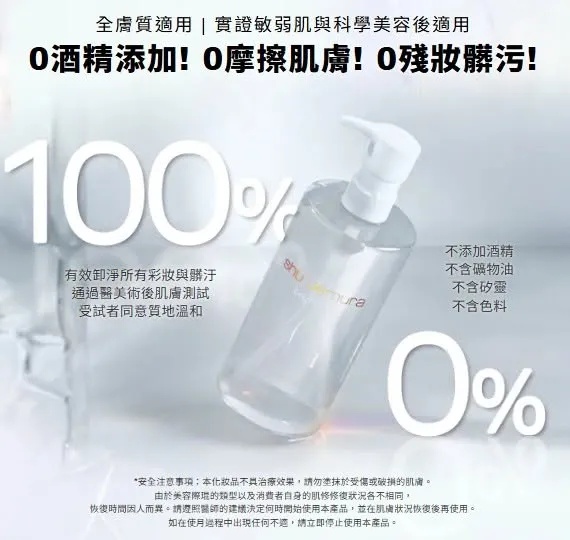 全膚質適用 | 實證敏弱肌與科學美容後適用
0酒精添加! 0摩擦肌膚! 0殘妝髒污!
100%
有效卸淨所有彩妝與髒汙
通過醫美術後肌膚測試
受試者同意質地溫和
shu uemura
不添加酒精
不含礦物油
不含矽靈
不含色料
0%
*安全注意事項：本化妝品不具治療效果，請勿塗抹於受傷或破損的肌膚。
由於美容療程的類型以及消費者自身的肌修修復狀況各不相同，
恢復時間因人而異。請遵照醫師的建議決定何時開始使用本產品，並在肌膚狀況恢復後再使用。
如在使月過程中出現任何不適，請立即停止使用本產品。